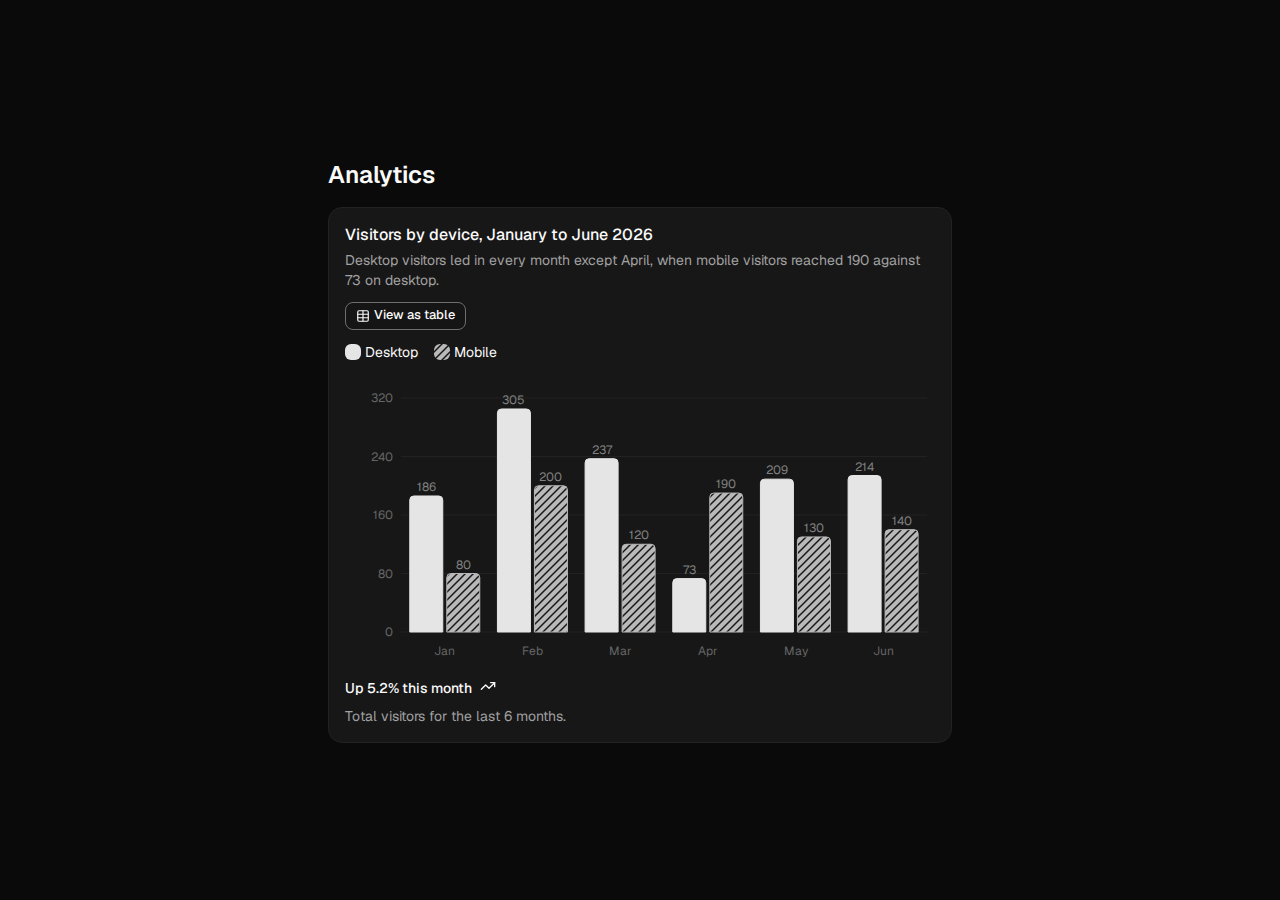 Analytics
Visitors by device, January to June 2026
Desktop visitors led in every month except April, when mobile visitors reached 190 against
73 on desktop.
View as table
Desktop Mobile
320
305
240
237
200
186
190
209
214
160
120
130
140
80
80
73
0
Jan Feb Mar Apr May Jun
Up 5.2% this month
Total visitors for the last 6 months.